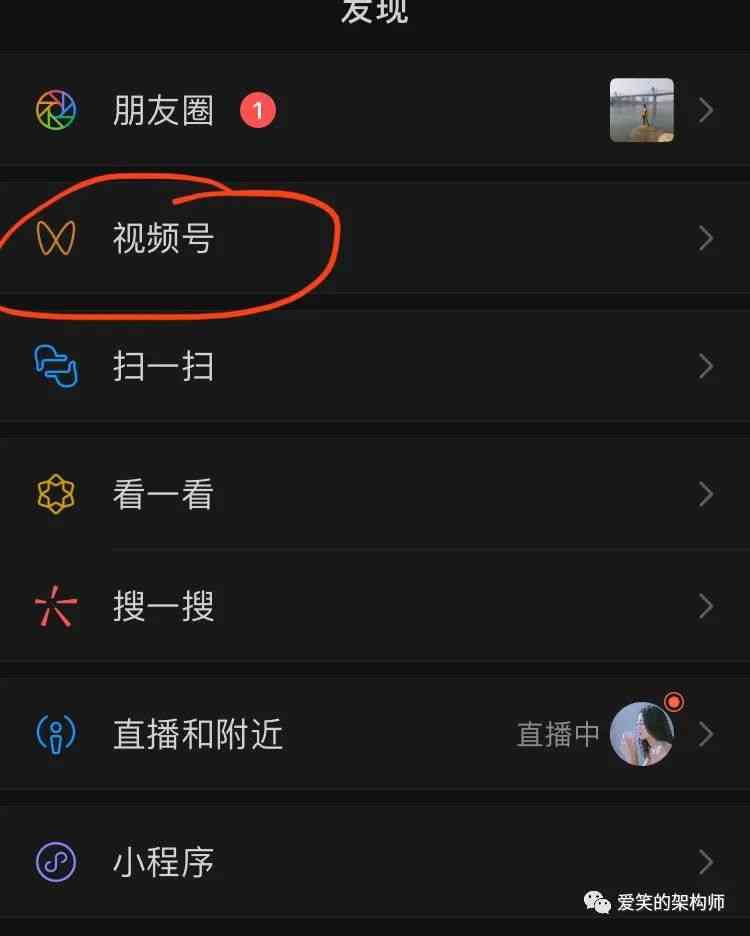 发现
朋友圈 1
视频号
扫一扫
看一看
搜一搜
直播和附近 直播中
小程序
爱笑的架构师